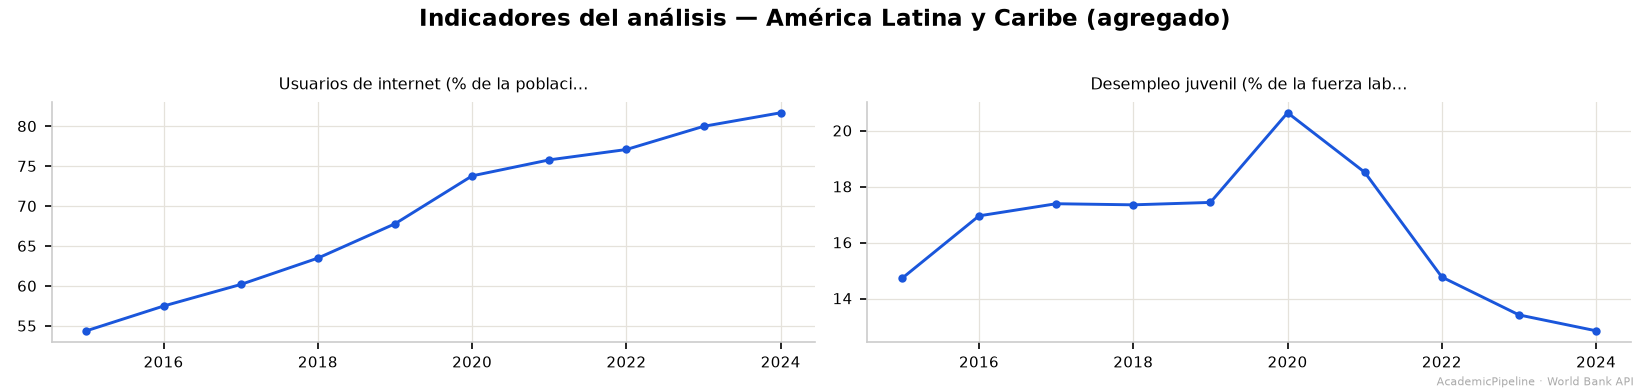 Indicadores del análisis — América Latina y Caribe (agregado)
Usuarios de internet (% de la poblaci...
80
75
70
65
60
55
2016 2018 2020 2022 2024
Desempleo juvenil (% de la fuerza lab...
20
18
16
14
2016 2018 2020 2022 2024
AcademicPipeline · World Bank API